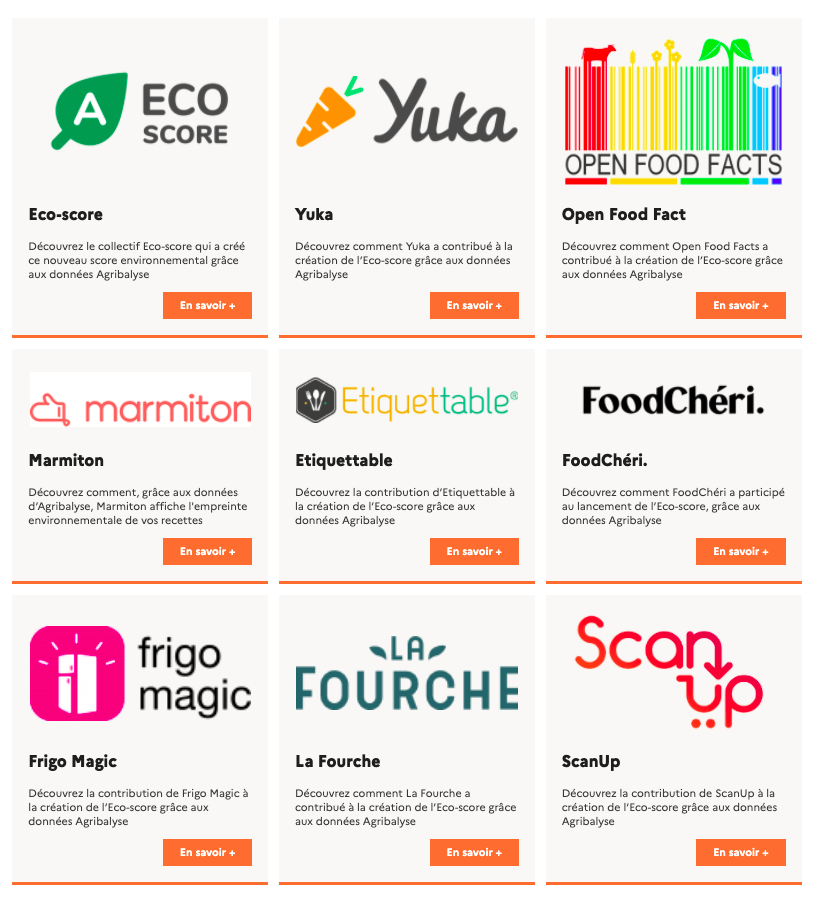 A
ECO
SCORE
Eco-score
Découvrez le collectif Eco-score qui a créé
ce nouveau score environnemental grâce
aux données Agribalyse
En savoir +
Yuka
Yuka
Découvrez comment Yuka a contribué à la
création de l’Eco-score grâce aux données
Agribalyse
En savoir +
OPEN FOOD FACTS
Open Food Fact
Découvrez comment Open Food Facts a
contribué à la création de l’Eco-score grâce
aux données Agribalyse
En savoir +
marmiton
Marmiton
Découvrez comment, grâce aux données
d’Agribalyse, Marmiton affiche l'empreinte
environnementale de vos recettes
En savoir +
Etiquettable®
Etiquettable
Découvrez la contribution d’Etiquettable à
la création de l’Eco-score grâce aux
données Agribalyse
En savoir +
FoodChéri.
FoodChéri.
Découvrez comment FoodChéri a participé
au lancement de l’Eco-score, grâce aux
données Agribalyse
En savoir +
frigo
magic
Frigo Magic
Découvrez la contribution de Frigo Magic à
la création de l’Eco-score grâce aux
données Agribalyse
En savoir +
LA
FOURCHE
La Fourche
Découvrez comment La Fourche a
contribué à la création de l’Eco-score grâce
aux données Agribalyse
En savoir +
Scan
up
ScanUp
Découvrez la contribution de ScanUp à la
création de l’Eco-score grâce aux données
Agribalyse
En savoir +